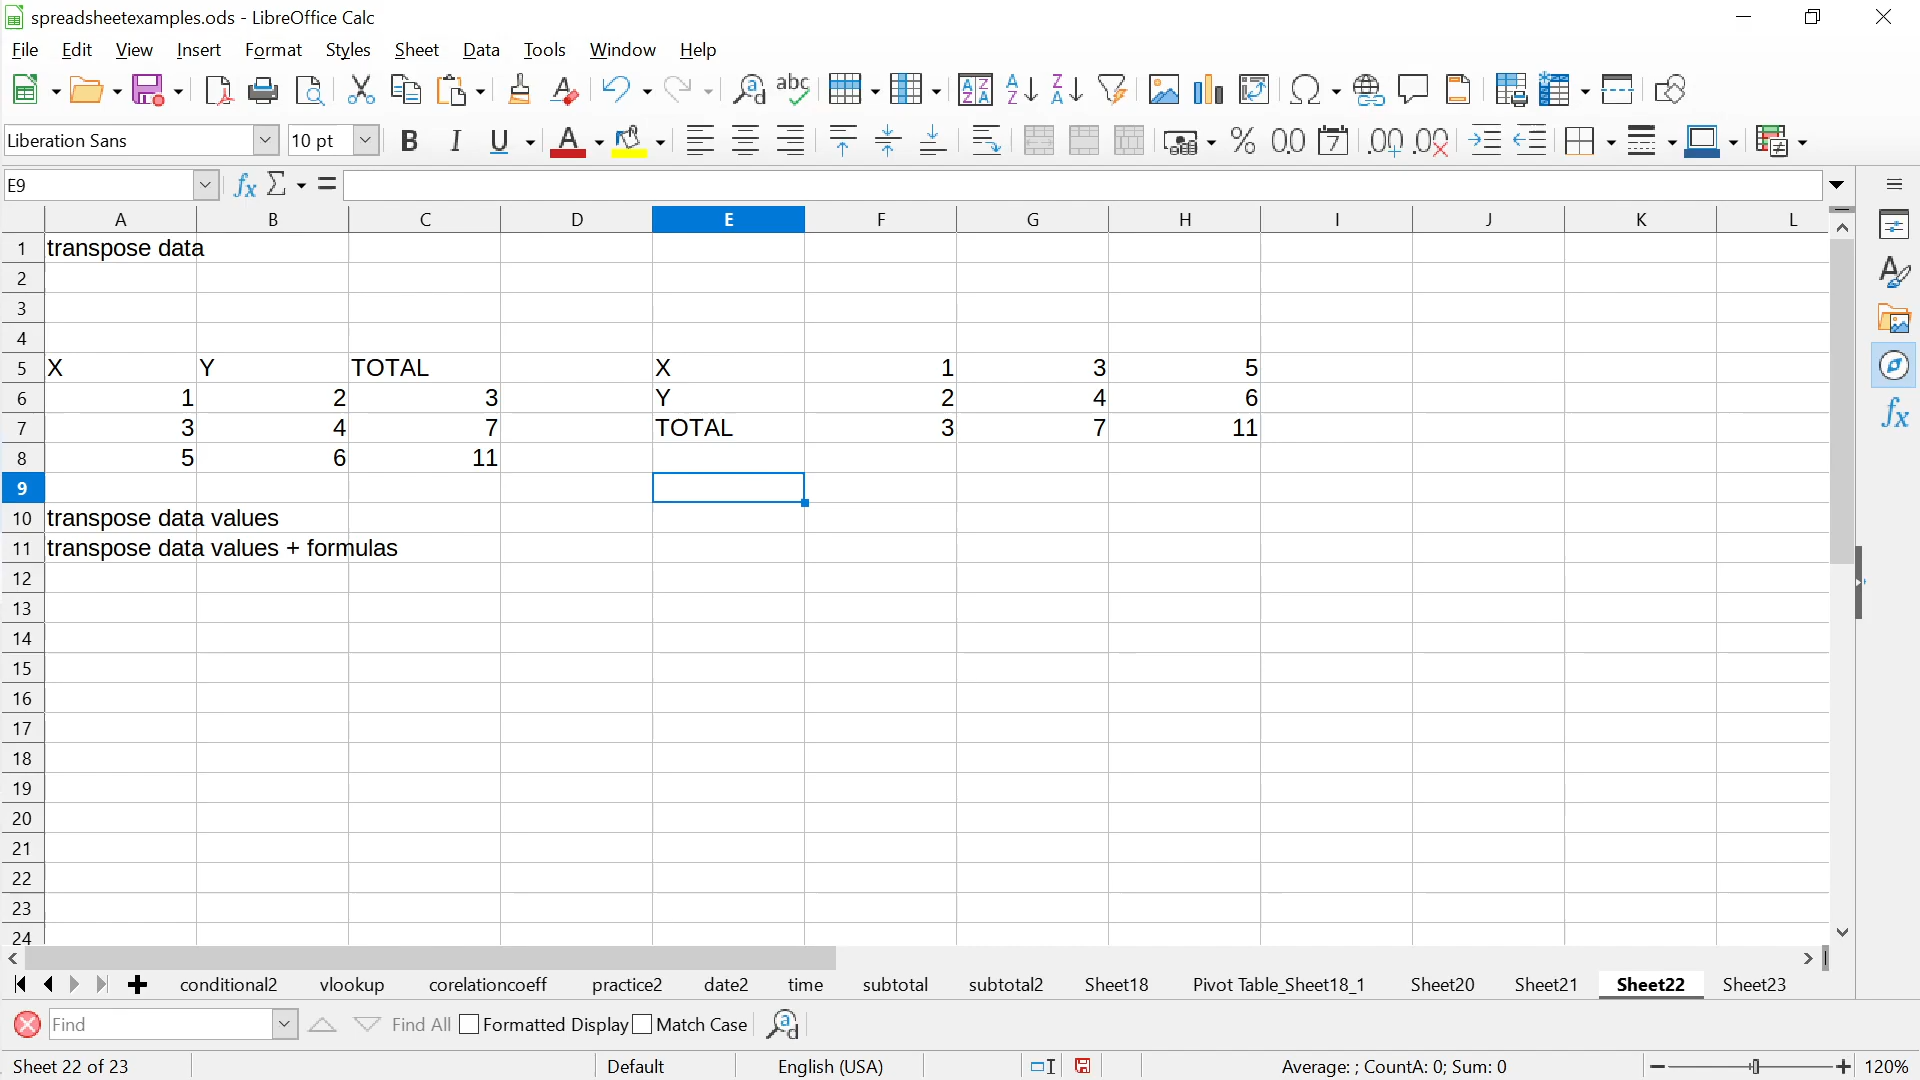 spreadsheetexamples.ods - LibreOffice Calc
File Edit View Insert Format Styles Sheet Data Tools Window Help
Liberation Sans 10 pt
E9
A B C D E F G H I J K L
1 transpose data
2
3
4
5 X Y TOTAL X 1 3 5
6 1 2 3 Y 2 4 6
7 3 4 7 TOTAL 3 7 11
8 5 6 11
9
10 transpose data values
11 transpose data values + formulas
12
13
14
15
16
17
18
19
20
21
22
23
24
conditional2 vlookup corelationcoeff practice2 date2 time subtotal subtotal2 Sheet18 Pivot Table_Sheet18_1 Sheet20 Sheet21 Sheet22 Sheet23
Find Find All Formatted Display Match Case
Sheet 22 of 23 Default English (USA) Average: ; CountA: 0; Sum: 0 120%